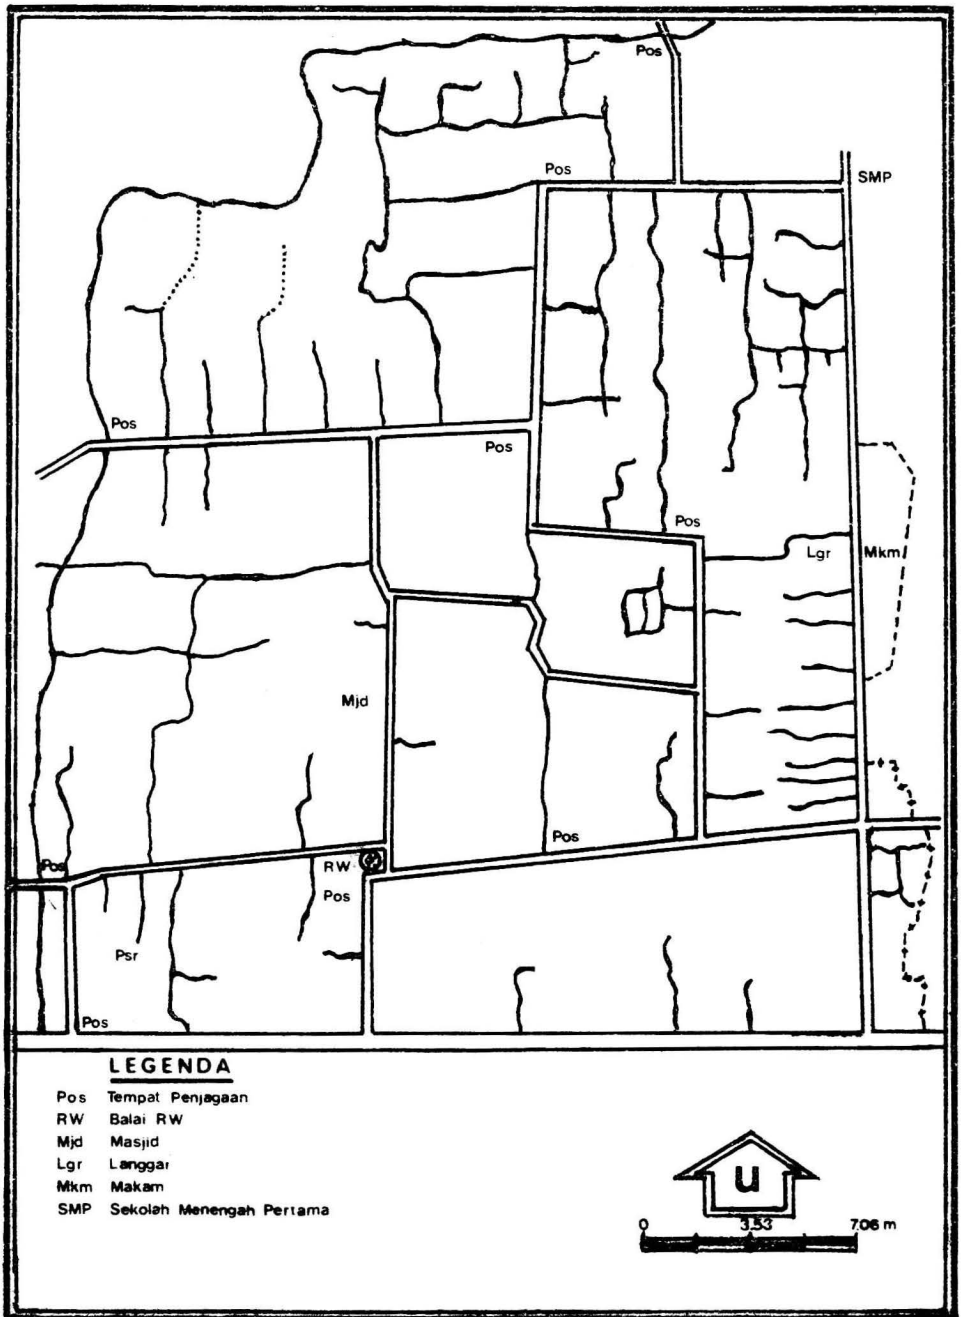 Pos
Pos
SMP
Pos
Pos
Pos
Lgr
Mkm
Mjd
Pos
Pos
RW
Pos
Psr
Pos
LEGENDA
Pos Tempat Penjagaan
RW Balai RW
Mjd Masjid
Lgr Langgar
Mkm Makam
SMP Sekolah Menengah Pertama
U
0 3.53 7.06 m